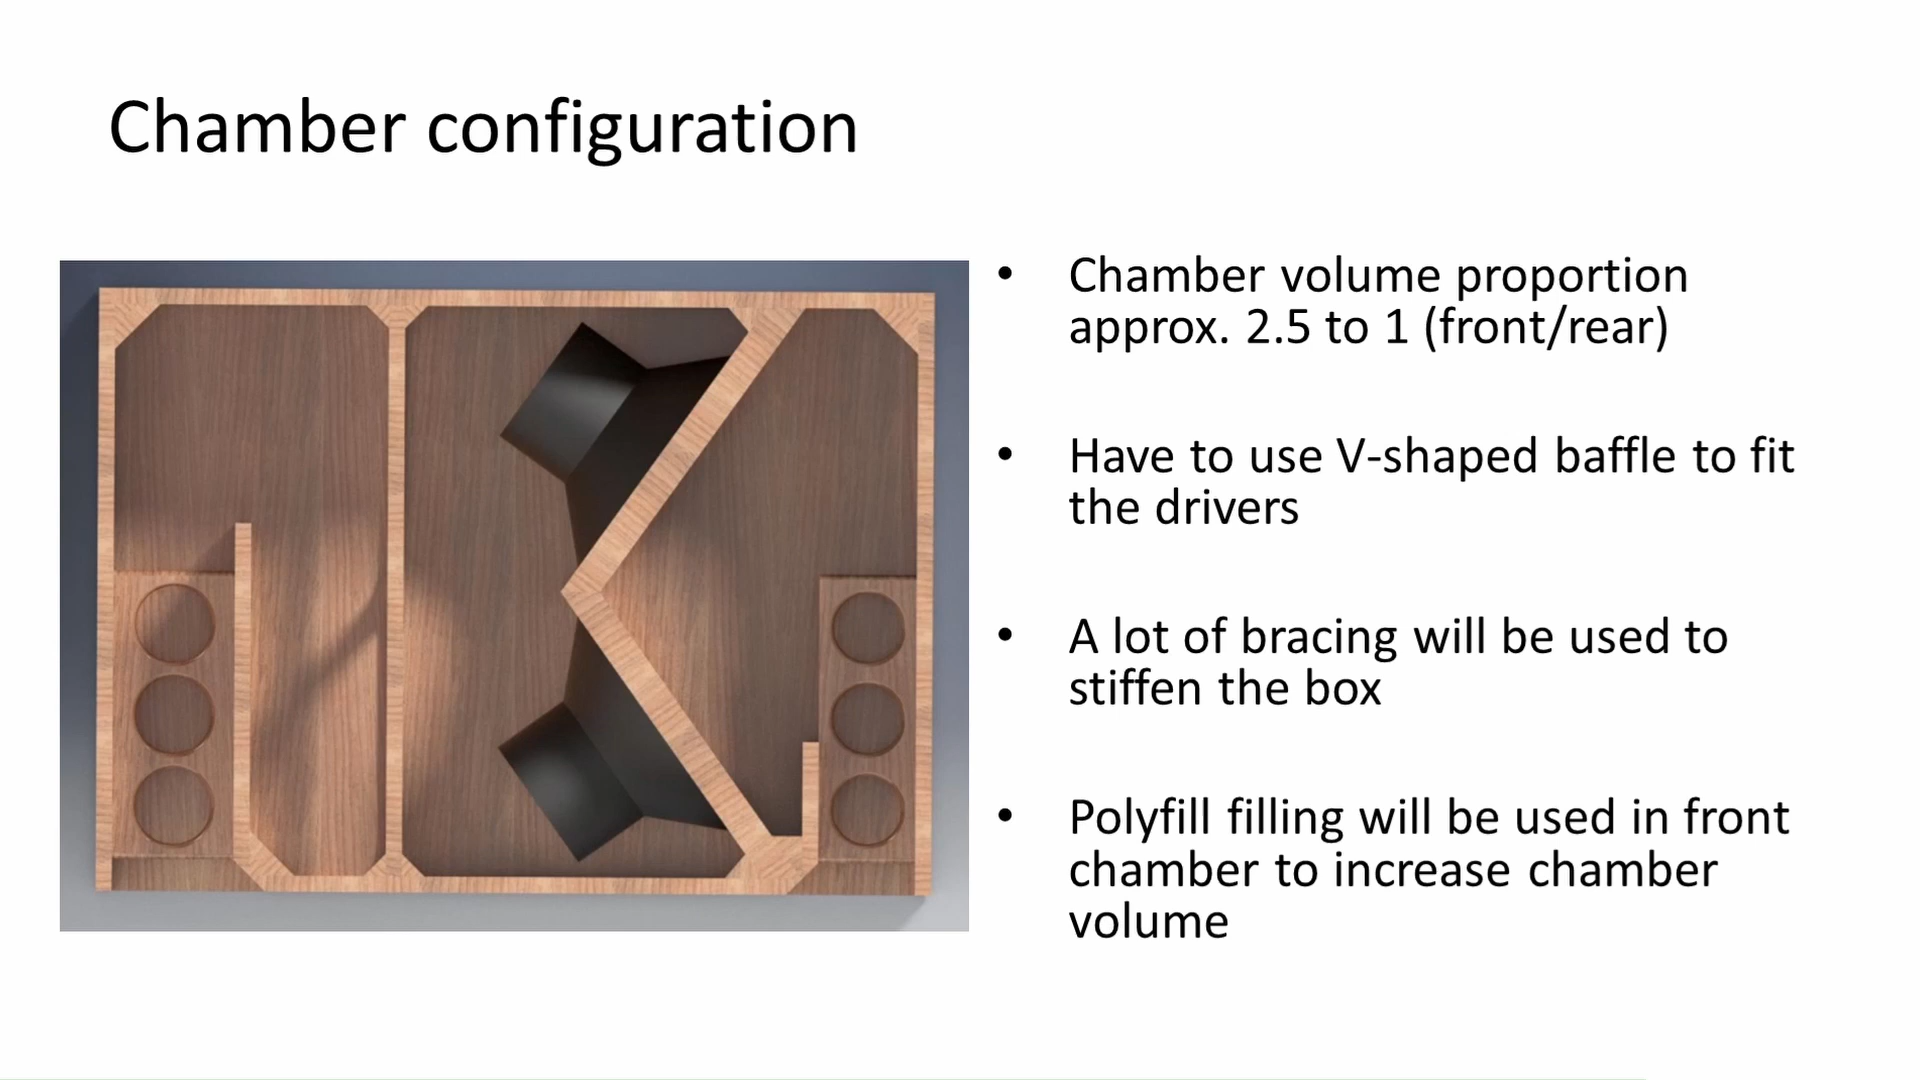 Chamber configuration
• Chamber volume proportion
approx. 2.5 to 1 (front/rear)
• Have to use V-shaped baffle to fit
the drivers
• A lot of bracing will be used to
stiffen the box
• Polyfill filling will be used in front
chamber to increase chamber
volume